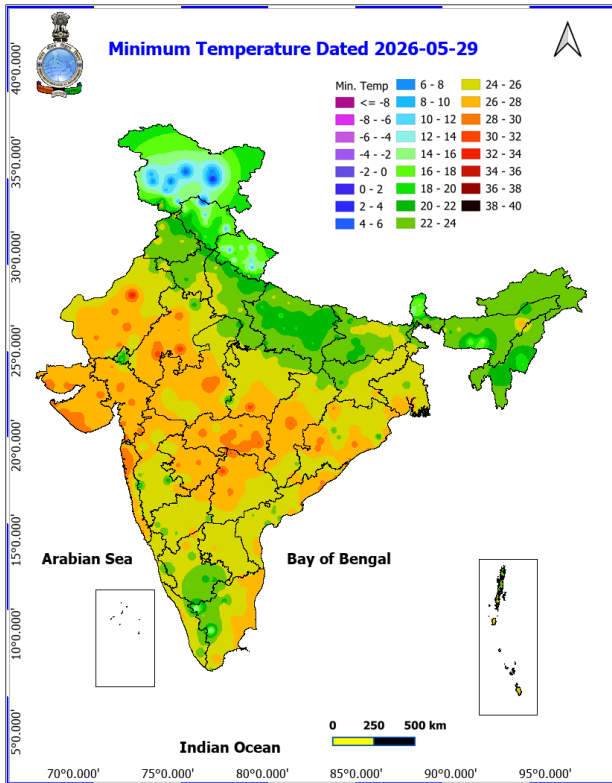 Minimum Temperature Dated 2026-05-29
Min. Temp
<= -8
-8 - -6
-6 - -4
-4 - -2
-2 - 0
0 - 2
2 - 4
4 - 6
6 - 8
8 - 10
10 - 12
12 - 14
14 - 16
16 - 18
18 - 20
20 - 22
22 - 24
24 - 26
26 - 28
28 - 30
30 - 32
32 - 34
34 - 36
36 - 38
38 - 40
40°0.000'
35°0.000'
30°0.000'
25°0.000'
20°0.000'
15°0.000'
10°0.000'
5°0.000'
Arabian Sea
Bay of Bengal
Indian Ocean
0 250 500 km
70°0.000' 75°0.000' 80°0.000' 85°0.000' 90°0.000' 95°0.000'